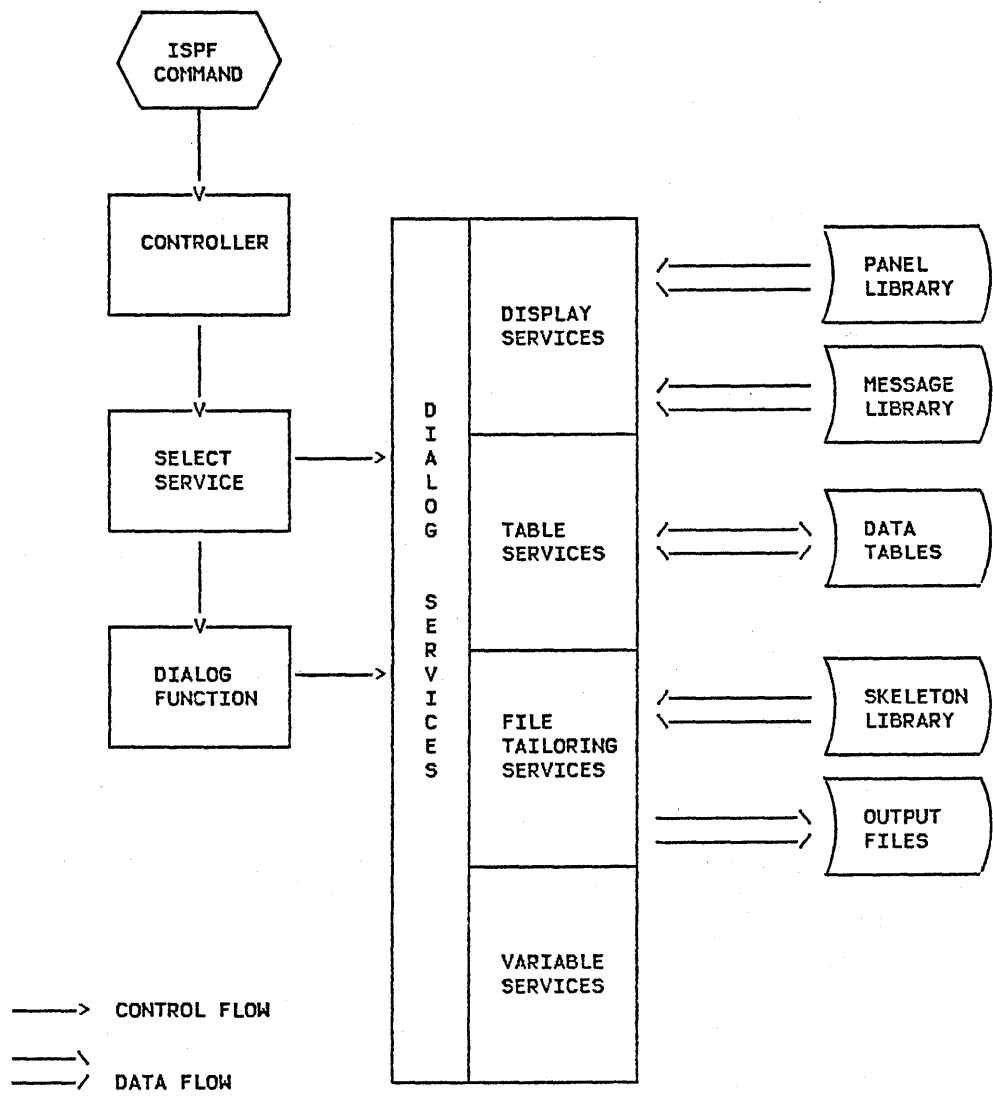 ISPF
COMMAND
CONTROLLER
SELECT
SERVICE
DIALOG
FUNCTION
DIALOG SERVICES
DISPLAY
SERVICES
TABLE
SERVICES
FILE
TAILORING
SERVICES
VARIABLE
SERVICES
PANEL
LIBRARY
MESSAGE
LIBRARY
DATA
TABLES
SKELETON
LIBRARY
OUTPUT
FILES
CONTROL FLOW
DATA FLOW